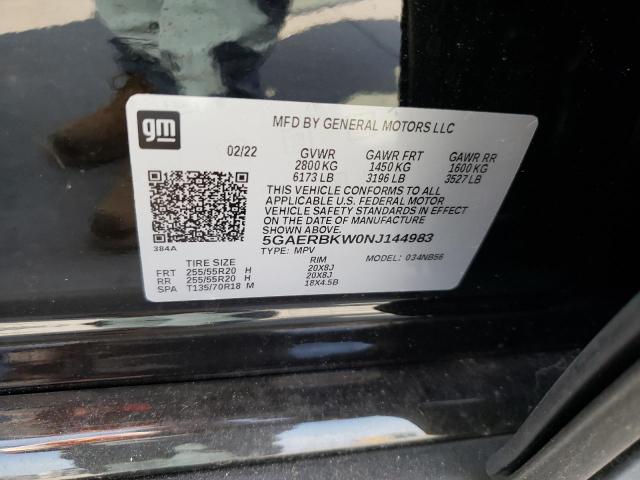 gm
MFD BY GENERAL MOTORS LLC
02/22 GVWR GAWR FRT GAWR RR
2800 KG 1450 KG 1600 KG
6173 LB 3196 LB 3527 LB
THIS VEHICLE CONFORMS TO ALL
APPLICABLE U.S. FEDERAL MOTOR
VEHICLE SAFETY STANDARDS IN EFFECT
ON THE DATE OF MANUFACTURE
SHOWN ABOVE.
384A
5GAERBKW0NJ144983
TYPE: MPV MODEL: 034NB56
TIRE SIZE RIM
FRT 255/55R20 H 20X8J
RR 255/55R20 H 20X8J
SPA T135/70R18 M 18X4.5B